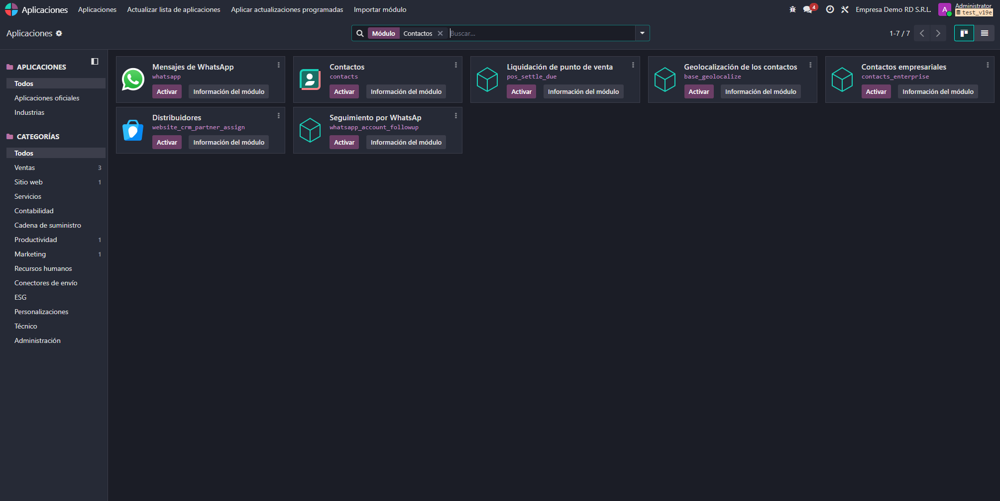 Aplicaciones Aplicaciones Actualizar lista de aplicaciones Aplicar actualizaciones programadas Importar módulo 4 Empresa Demo RD S.R.L. A Administrator
test_v19e
Aplicaciones Módulo Contactos Buscar... 1-7 / 7
APLICACIONES
Todos
Aplicaciones oficiales
Industrias
CATEGORÍAS
Todos
Ventas 3
Sitio web 1
Servicios
Contabilidad
Cadena de suministro
Productividad 1
Marketing 1
Recursos humanos
Conectores de envío
ESG
Personalizaciones
Técnico
Administración
Mensajes de WhatsApp
whatsapp
Activar Información del módulo
Contactos
contacts
Activar Información del módulo
Liquidación de punto de venta
pos_settle_due
Activar Información del módulo
Geolocalización de los contactos
base_geolocalize
Activar Información del módulo
Contactos empresariales
contacts_enterprise
Activar Información del módulo
Distribuidores
website_crm_partner_assign
Activar Información del módulo
Seguimiento por WhatsAp
whatsapp_account_followup
Activar Información del módulo